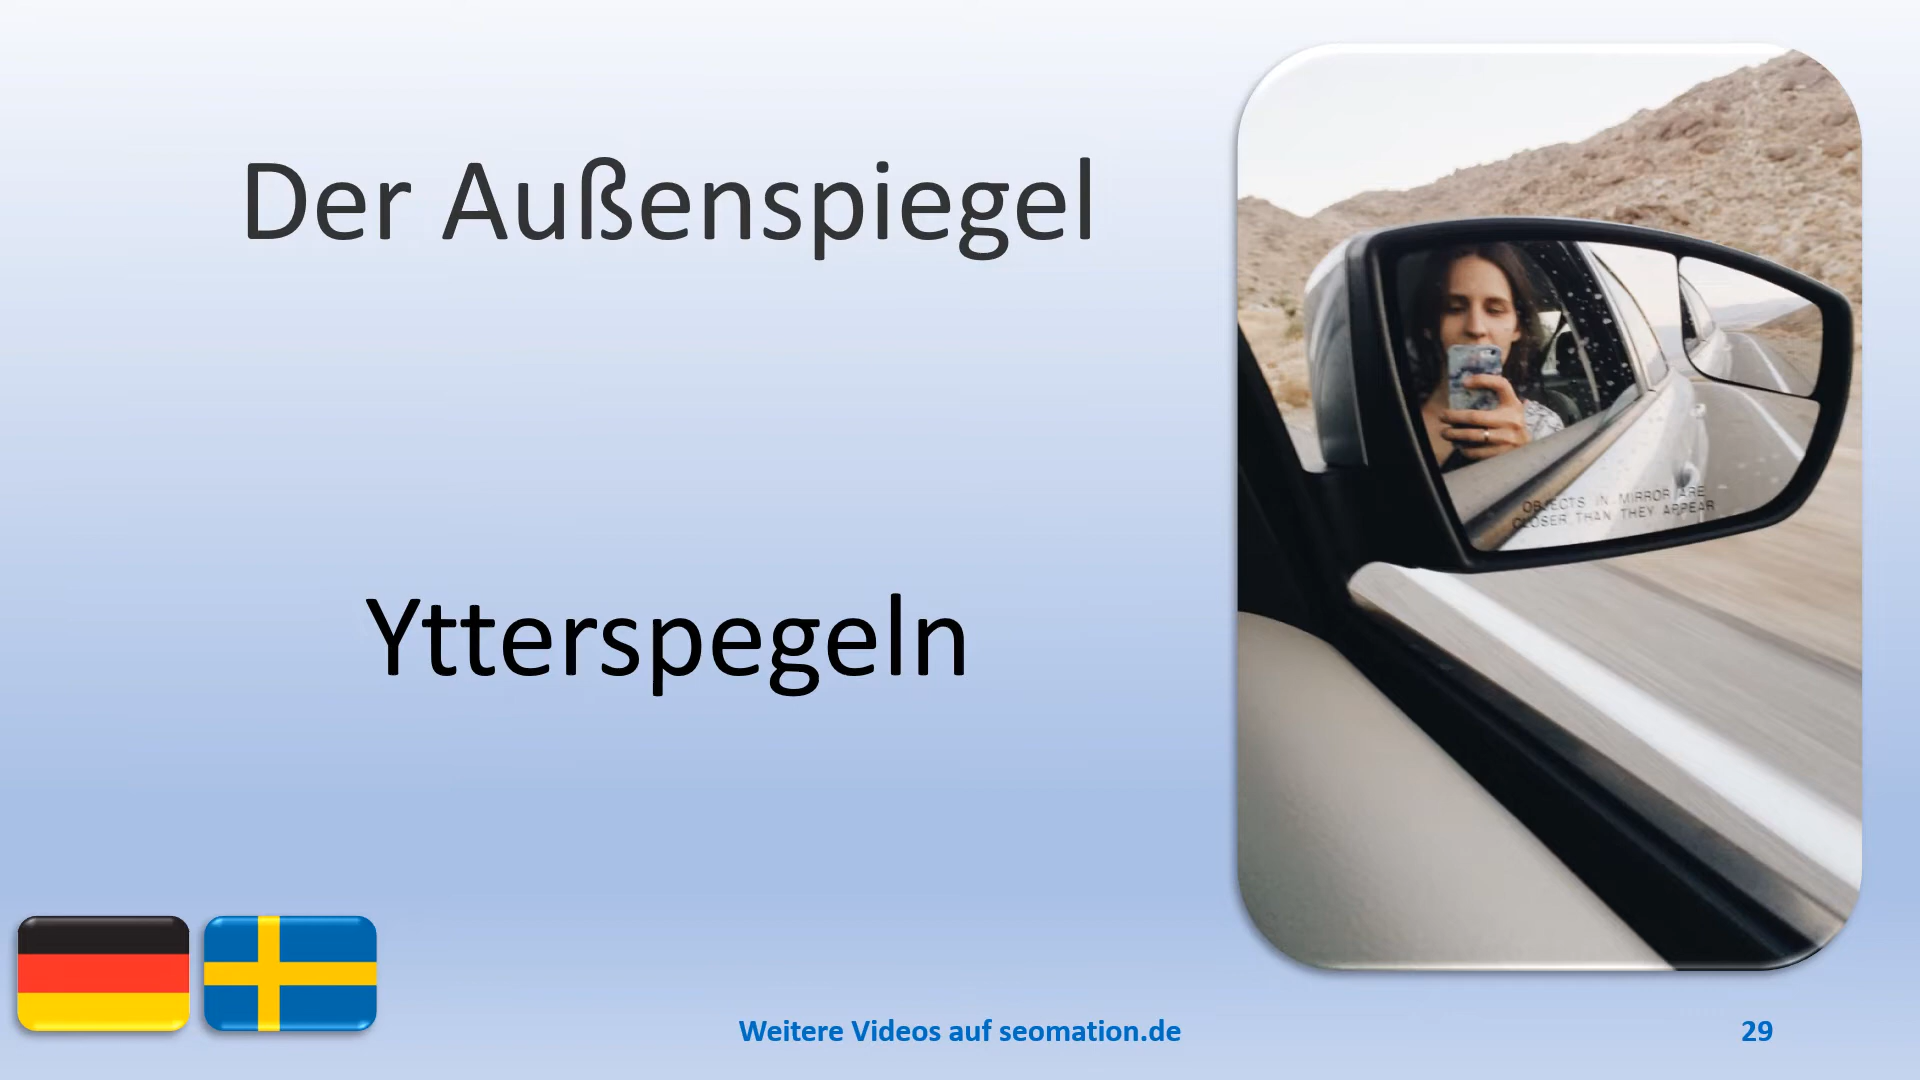 Der Außenspiegel
Ytterspegeln
OBJECTS IN MIRROR ARE
CLOSER THAN THEY APPEAR
Weitere Videos auf seomation.de
29